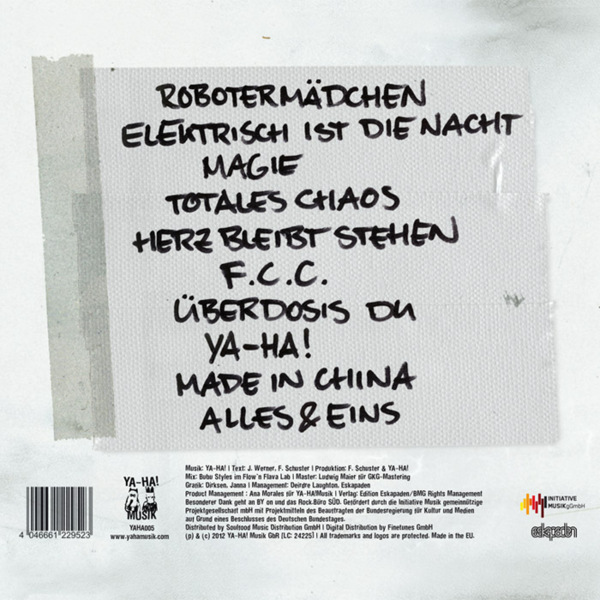 ROBOTERMÄDCHEN
ELEKTRISCH IST DIE NACHT
MAGIE
TOTALES CHAOS
HERZ BLEIBT STEHEN
F.C.C.
ÜBERDOSIS DU
YA-HA!
MADE IN CHINA
ALLES & EINS
Musik: YA-HA! | Text: J. Werner, F. Schuster | Produktion: F. Schuster & YA-HA!
Mix: Bubu Styles im Flow'n Flava Lab | Master: Ludwig Maier für GKG-Mastering
Grafik: Dirksen, Janna | Management: Deirdre Laughton, Eskapaden
Product Management : Ana Morales für YA-HA!Musik | Verlag: Edition Eskapaden/BMG Rights Management
Besonderer Dank geht an BY on und das Rock.Büro SÜD. Gefördert durch die Initiative Musik gemeinnützige
Projektgesellschaft mbH mit Projektmitteln des Beauftragten der Bundesregierung für Kultur und Medien
auf Grund eines Beschlusses des Deutschen Bundestages.
Distributed by Soulfood Music Distribution GmbH | Digital Distribution by Finetunes GmbH
(p) & (c) 2012 YA-HA! Musik GbR [LC: 24225] | All trademarks and logos are protected. Made in the EU.
4 046661 229523
YA-HA!
MUSIK
YAHA005
www.yahamusik.com
INITIATIVE
MUSIK gGmbH
eskapaden